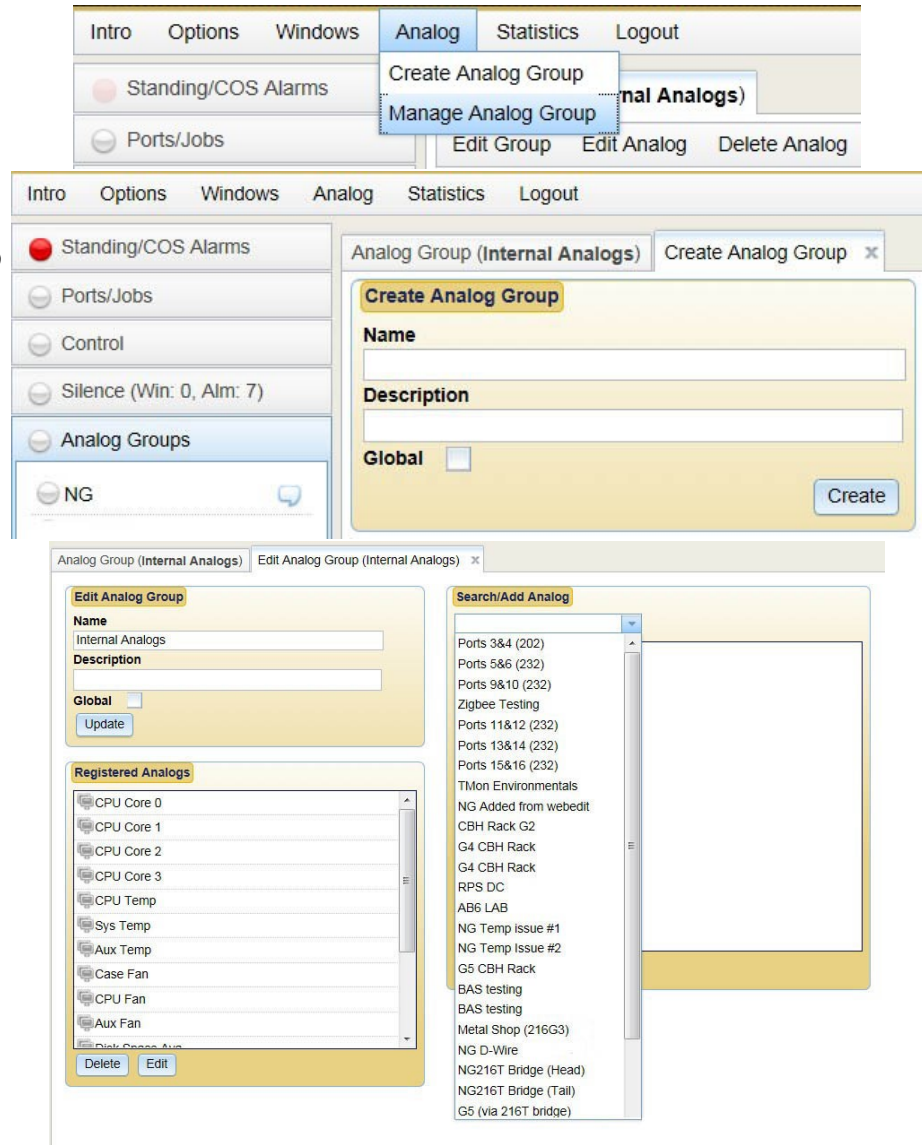 Intro Options Windows Analog Statistics Logout
Create Analog Group
Manage Analog Group
Standing/COS Alarms
nal Analogs)
Ports/Jobs
Edit Group Edit Analog Delete Analog
Intro Options Windows Analog Statistics Logout
Standing/COS Alarms
Ports/Jobs
Control
Silence (Win: 0, Alm: 7)
Analog Groups
NG
Analog Group (Internal Analogs) Create Analog Group x
Create Analog Group
Name
Description
Global
Create
Analog Group (Internal Analogs) Edit Analog Group (Internal Analogs) x
Edit Analog Group
Name
Internal Analogs
Description
Global
Update
Registered Analogs
CPU Core 0
CPU Core 1
CPU Core 2
CPU Core 3
CPU Temp
Sys Temp
Aux Temp
Case Fan
CPU Fan
Aux Fan
Delete Edit
Search/Add Analog
Ports 3&4 (202)
Ports 5&6 (232)
Ports 9&10 (232)
Zigbee Testing
Ports 11&12 (232)
Ports 13&14 (232)
Ports 15&16 (232)
TMon Environmentals
NG Added from webedit
CBH Rack G2
G4 CBH Rack
G4 CBH Rack
RPS DC
AB6 LAB
NG Temp issue #1
NG Temp Issue #2
G5 CBH Rack
BAS testing
BAS testing
Metal Shop (216G3)
NG D-Wire
NG216T Bridge (Head)
NG216T Bridge (Tail)
G5 (via 216T bridge)